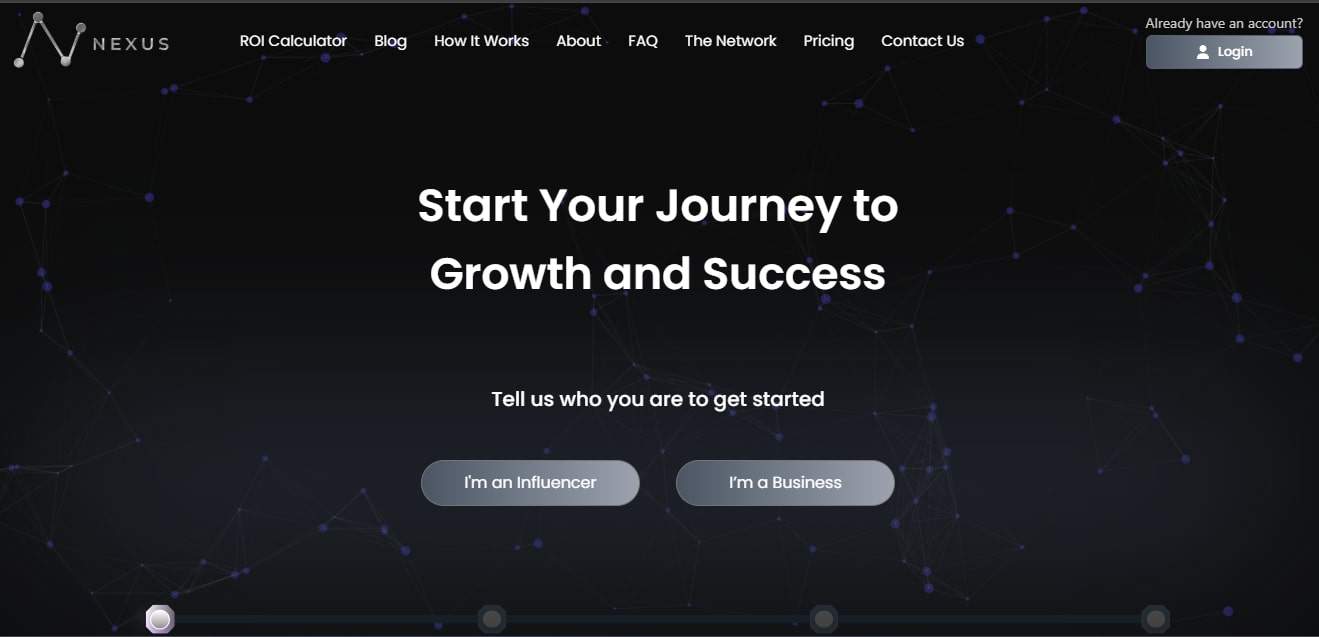 NEXUS
ROI Calculator Blog How It Works About FAQ The Network Pricing Contact Us
Already have an account?
Login
Start Your Journey to
Growth and Success
Tell us who you are to get started
I'm an Influencer I’m a Business